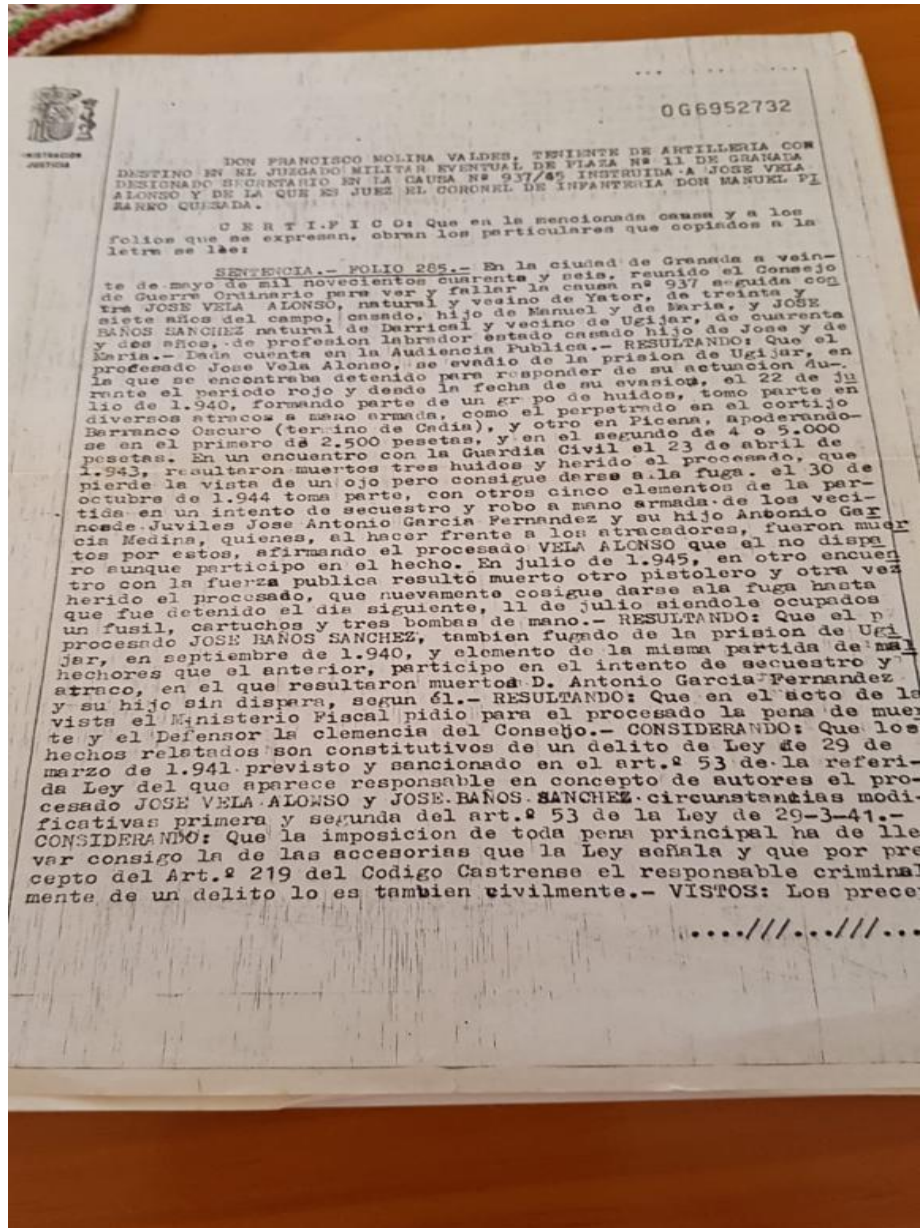 0G6952732
NISTRACION
JUSTICIA
DON FRANCISCO MOLINA VALDES, TENIENTE DE ARTILLERIA CON
DESTINO EN EL JUZGADO MILITAR EVENTUAL DE PLAZA Nº 11 DE GRANADA
DESIGNADO SECRETARIO EN LA CAUSA Nº 937/45 INSTRUIDA A JOSE VELA
ALONSO Y DE LA QUE ES JUEZ EL CORONEL DE INFANTERIA DON MANUEL PI
ZARRO QUESADA.
C E R T I F I C O: Que en la mencionada causa y a los
folios que se expresan, obran los particulares que copiados a la
letra se lée:
SENTENCIA.- FOLIO 285.- En la ciudad de Granada a vein-
te de mayo de mil novecientos cuarenta y seis, reunido el Consejo
de Guerre Ordinario para ver y fallar la causa nº 937 seguida con
tra JOSE VELA ALONSO, natural y vecino de Yator, de treinta y
siete años del campo, casado, hijo de Manuel y de Maria, y JOSE
BAÑOS SANCHEZ natural de Darrical y vecino de Ugijar, de cuarenta
y dos años, de profesion labrador estado casado hijo de Jose y de
Maria.- Dada cuenta en la Audiencia Publica.- RESULTANDO: Que el
procesado Jose Vela Alonso, se evadio de la prision de Ugijar, en
la que se encontraba detenido para responder de su actuacion du-
rante el periodo rojo y desde la fecha de su evasion, el 22 de ju
lio de 1.940, formando parte de un gr po de huidos, tomo parte en
diversos atracos a mano armada, como el perpetrado en el cortijo
Barranco Oscuro (termino de Cadia), y otro en Picena, apoderando-
se en el primero de 2.500 pesetas, y en el segundo de 4 o 5.000
pesetas. En un encuentro con la Guardia Civil el 23 de abril de
1.943, resultaron muertos tres huidos y herido el procesado, que
pierde la vista de un ojo pero consigue darse a la fuga. el 30 de
octubre de 1.944 toma parte, con otros cinco elementos de la par-
tida en un intento de secuestro y robo a mano armada de los veci-
nosde Juviles Jose Antonio Garcia Fernandez y su hijo Antonio Gar
cia Medina, quienes, al hacer frente a los atracadores, fueron muer
tos por estos, afirmando el procesado VELA ALONSO que el no dispa
ro aunque participo en el hecho. En julio de 1.945, en otro encuen
tro con la fuerza publica resultó muerto otro pistolero y otra vez
herido el procesado, que nuevamente cosigue darse ala fuga hasta
que fue detenido el dia siguiente, 11 de julio siendole ocupados
un fusil, cartuchos y tres bombas de mano.- RESULTANDO: Que el p
procesado JOSE BAÑOS SANCHEZ, tambien fugado de la prision de Ugi
jar, en septiembre de 1.940, y elemento de la misma partida de mal
hechores que el anterior, participo en el intento de secuestro y
atraco, en el que resultaron muertos D. Antonio Garcia Fernandez
y su hijo sin dispara, segun él.- RESULTANDO: Que en el acto de la
vista el Ministerio Fiscal pidio para el procesado la pena de muer
te y el Defensor la clemencia del Consejo.- CONSIDERANDO: Que los
hechos relatados son constitutivos de un delito de Ley de 29 de
marzo de 1.941 previsto y sancionado en el art.º 53 de la referi-
da Ley del que aparece responsable en concepto de autores el pro-
cesado JOSE VELA ALONSO y JOSE BAÑOS SANCHEZ circunstancias modi-
ficativas primera y segunda del art.º 53 de la Ley de 29-3-41.-
CONSIDERANDO: Que la imposicion de toda pena principal ha de lle
var consigo la de las accesorias que la Ley señala y que por pre
cepto del Art.º 219 del Codigo Castrense el responsable criminal
mente de un delito lo es tambien civilmente.- VISTOS: Los prece
....///...///...